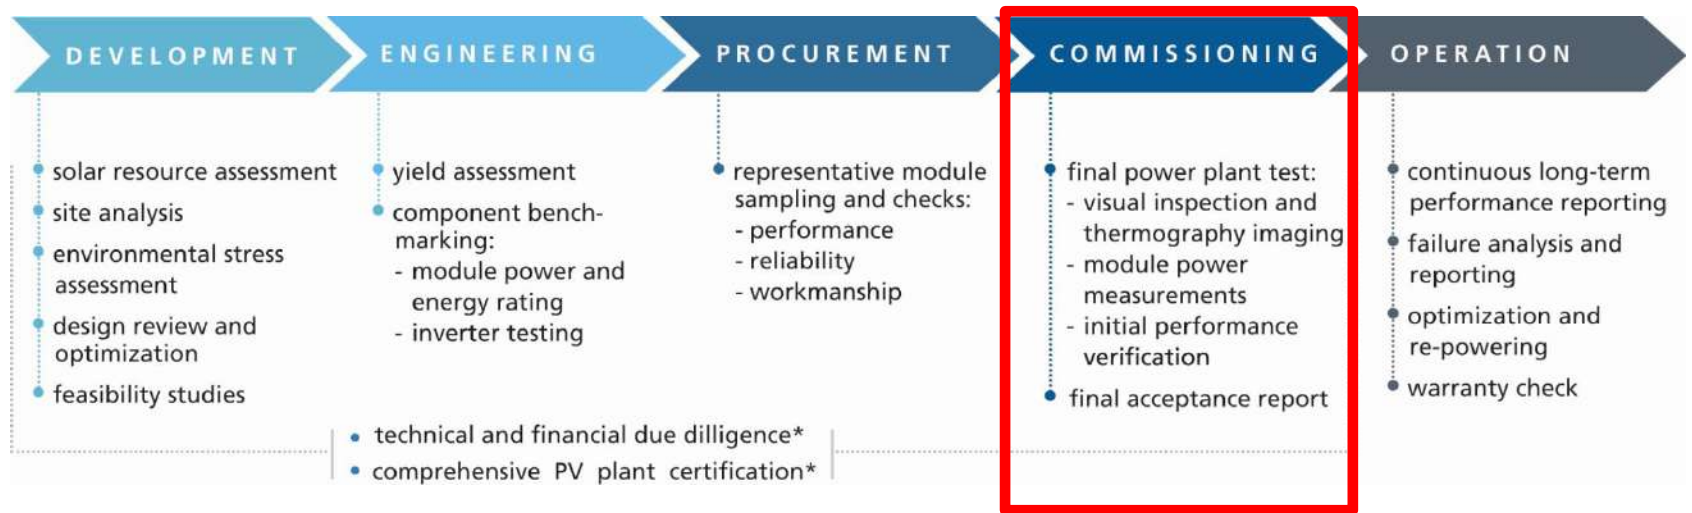 DEVELOPMENT
ENGINEERING
PROCUREMENT
COMMISSIONING
OPERATION
solar resource assessment
site analysis
environmental stress
assessment
design review and
optimization
feasibility studies
yield assessment
component bench-
marking:
- module power and
energy rating
- inverter testing
representative module
sampling and checks:
- performance
- reliability
- workmanship
final power plant test:
- visual inspection and
thermography imaging
- module power
measurements
- initial performance
verification
final acceptance report
continuous long-term
performance reporting
failure analysis and
reporting
optimization and
re-powering
warranty check
technical and financial due dilligence*
comprehensive PV plant certification*